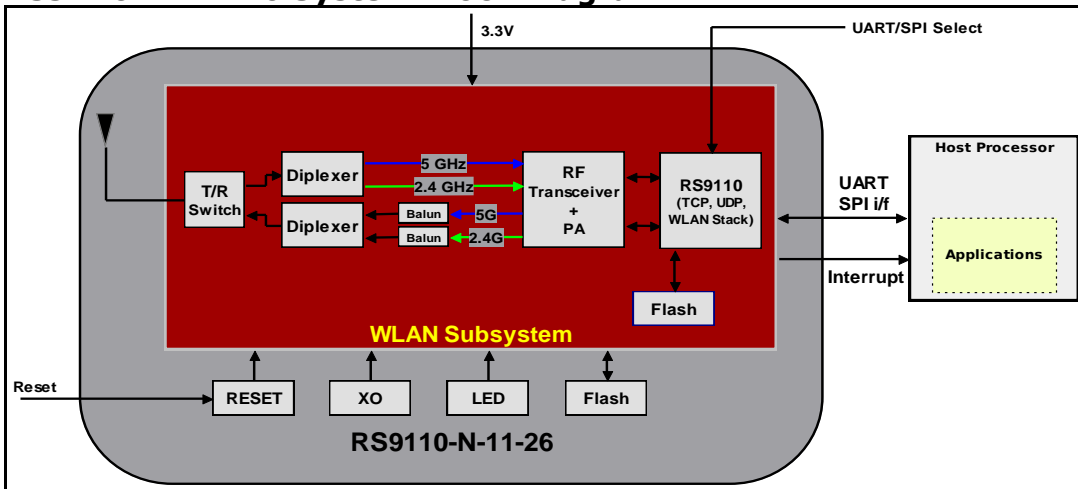 3.3V
UART/SPI Select
Host Processor
Applications
UART
SPI i/f
Interrupt
T/R
Switch
Diplexer
Diplexer
5 GHz
2.4 GHz
Balun
5G
Balun
2.4G
RF
Transceiver
+
PA
RS9110
(TCP, UDP,
WLAN Stack)
Flash
WLAN Subsystem
Reset
RESET
XO
LED
Flash
RS9110-N-11-26